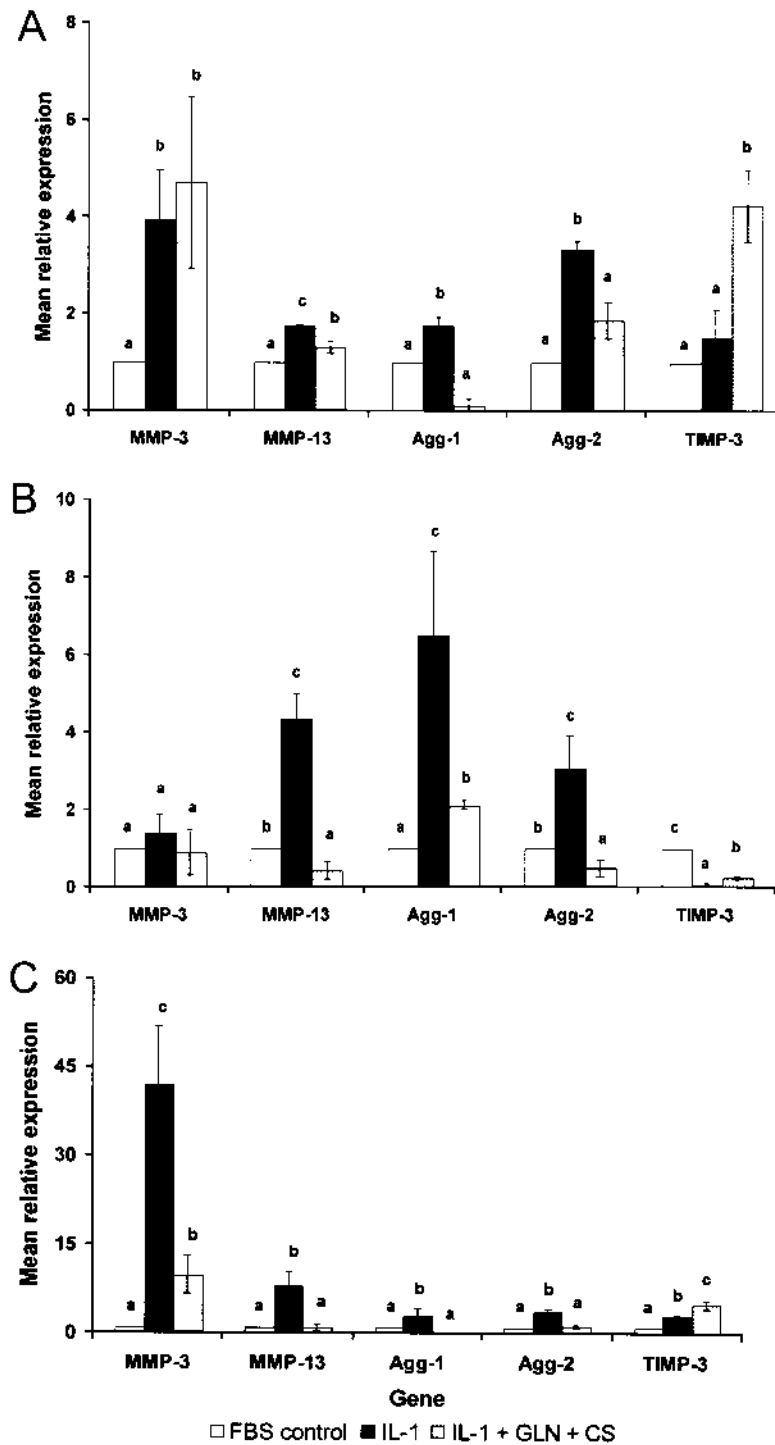 A
Mean relative expression
8
6
4
2
0
a b b
a c b
a b a
a b a
a a b
MMP-3 MMP-13 Agg-1 Agg-2 TIMP-3
B
Mean relative expression
10
8
6
4
2
0
a a a
b c a
a c b
b c a
c a b
MMP-3 MMP-13 Agg-1 Agg-2 TIMP-3
C
Mean relative expression
60
45
30
15
0
a c b
a b a
a b a
a b a
a b c
MMP-3 MMP-13 Agg-1 Agg-2 TIMP-3
Gene
FBS control IL-1 IL-1 + GLN + CS